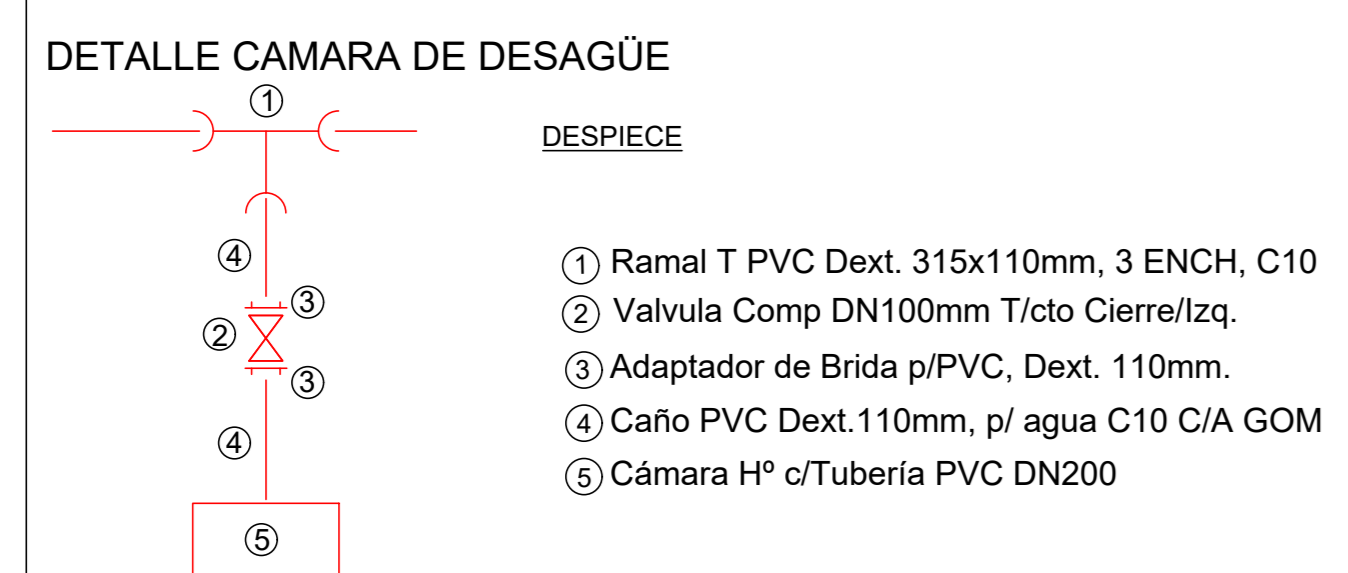 DETALLE CAMARA DE DESAGÜE
1
DESPIECE
4
3
2
3
4
5
1 Ramal T PVC Dext. 315x110mm, 3 ENCH, C10
2 Valvula Comp DN100mm T/cto Cierre/Izq.
3 Adaptador de Brida p/PVC, Dext. 110mm.
4 Caño PVC Dext.110mm, p/ agua C10 C/A GOM
5 Cámara Hº c/Tubería PVC DN200